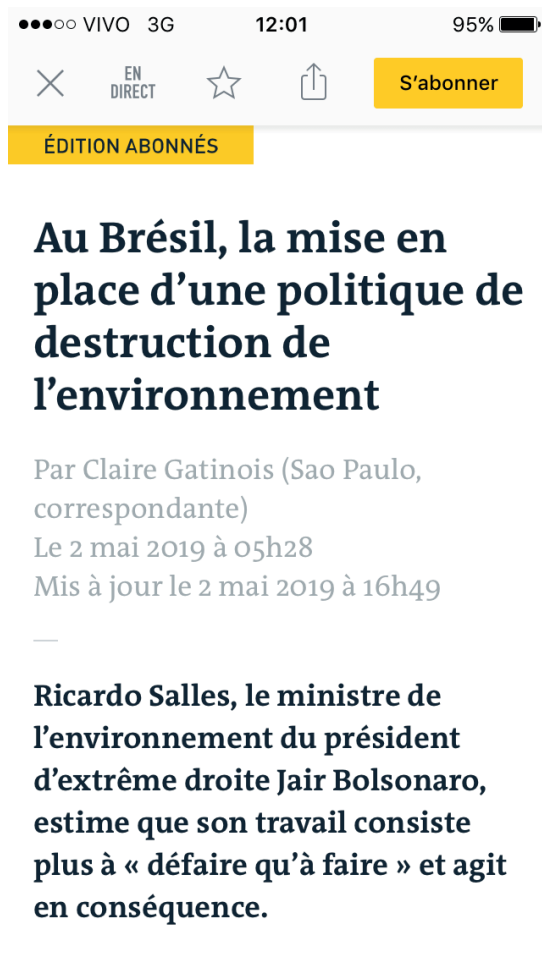 VIVO 3G 12:01 95%
EN
DIRECT
S'abonner
ÉDITION ABONNÉS
Au Brésil, la mise en
place d'une politique de
destruction de
l'environnement
Par Claire Gatinois (Sao Paulo,
correspondante)
Le 2 mai 2019 à 05h28
Mis à jour le 2 mai 2019 à 16h49
Ricardo Salles, le ministre de
l'environnement du président
d'extrême droite Jair Bolsonaro,
estime que son travail consiste
plus à « défaire qu'à faire » et agit
en conséquence.